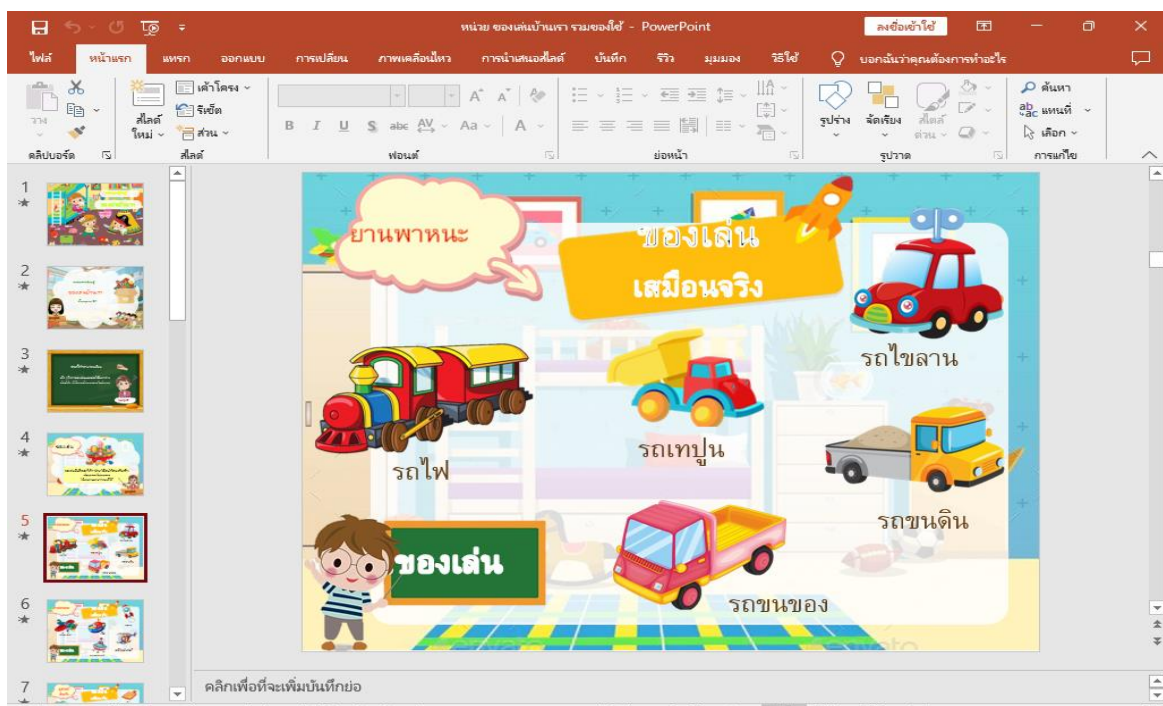 หน่วย ของเล่นบ้านเรา รวมของใช้ - PowerPoint
ลงชื่อเข้าใช้
ไฟล์ หน้าแรก แทรก ออกแบบ การเปลี่ยน ภาพเคลื่อนไหว การนำเสนอสไลด์ บันทึก รีวิว มุมมอง วิธีใช้ บอกฉันว่าคุณต้องการทำอะไร
วาง
สไลด์ใหม่
เค้าโครง
รีเซ็ต
ส่วน
B I U S abc AV Aa A
รูปร่าง
จัดเรียง
สไตล์ด่วน
ค้นหา
แทนที่
เลือก
คลิปบอร์ด สไลด์ ฟอนต์ ย่อหน้า รูปวาด การแก้ไข
1
2
3
4
5
6
7
ยานพาหนะ
ของเล่น
เสมือนจริง
รถไขลาน
รถไฟ
รถเทปูน
รถขนดิน
ของเล่น
รถขนของ
envato
คลิกเพื่อที่จะเพิ่มบันทึกย่อ